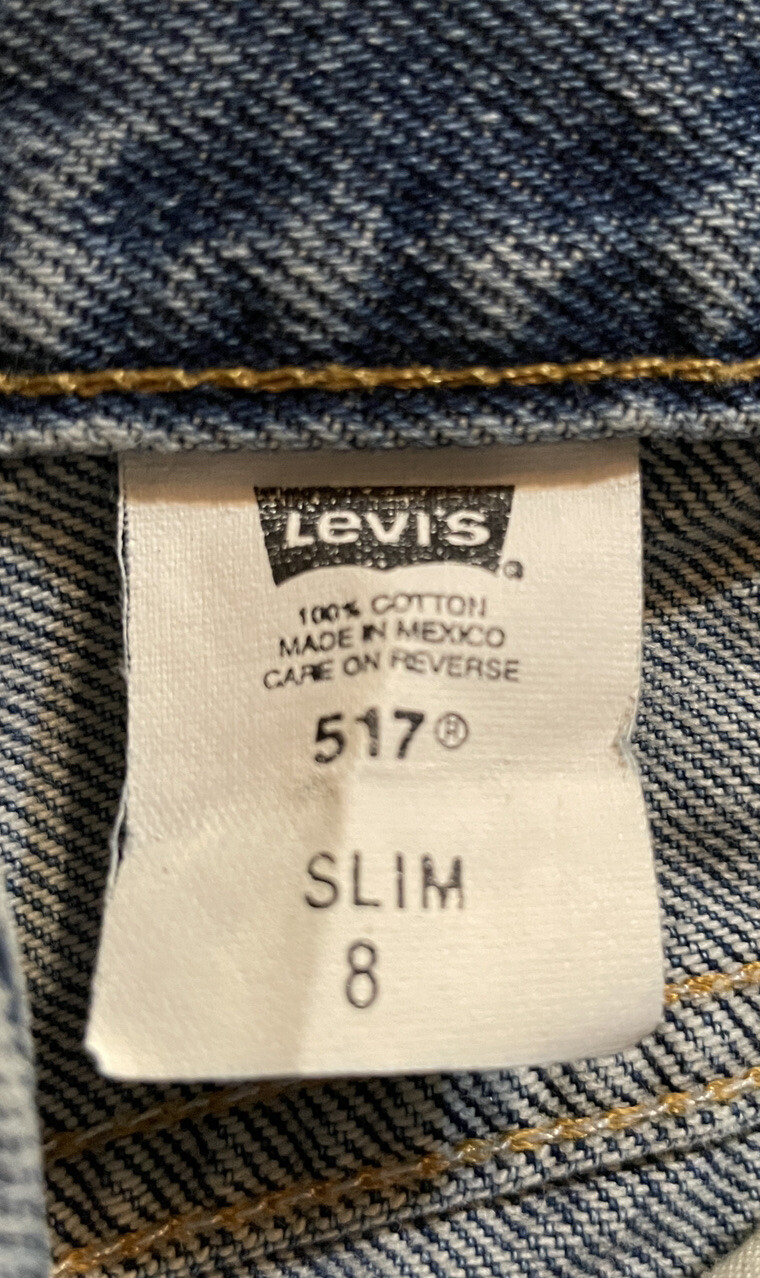 Levi's ®
100% COTTON
MADE IN MEXICO
CARE ON REVERSE
517®
SLIM
8